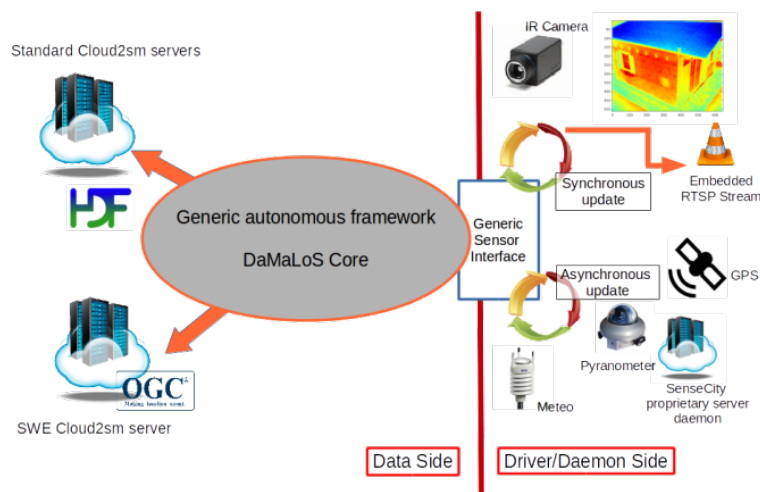 Standard Cloud2sm servers
HDF
Generic autonomous framework
DaMaLoS Core
OGC
Making location count.
SWE Cloud2sm server
Data Side
IR Camera
Synchronous
update
Embedded
RTSP Stream
Generic
Sensor
Interface
Asynchronous
update
GPS
Pyranometer
SenseCity
proprietary server
daemon
Meteo
Driver/Daemon Side